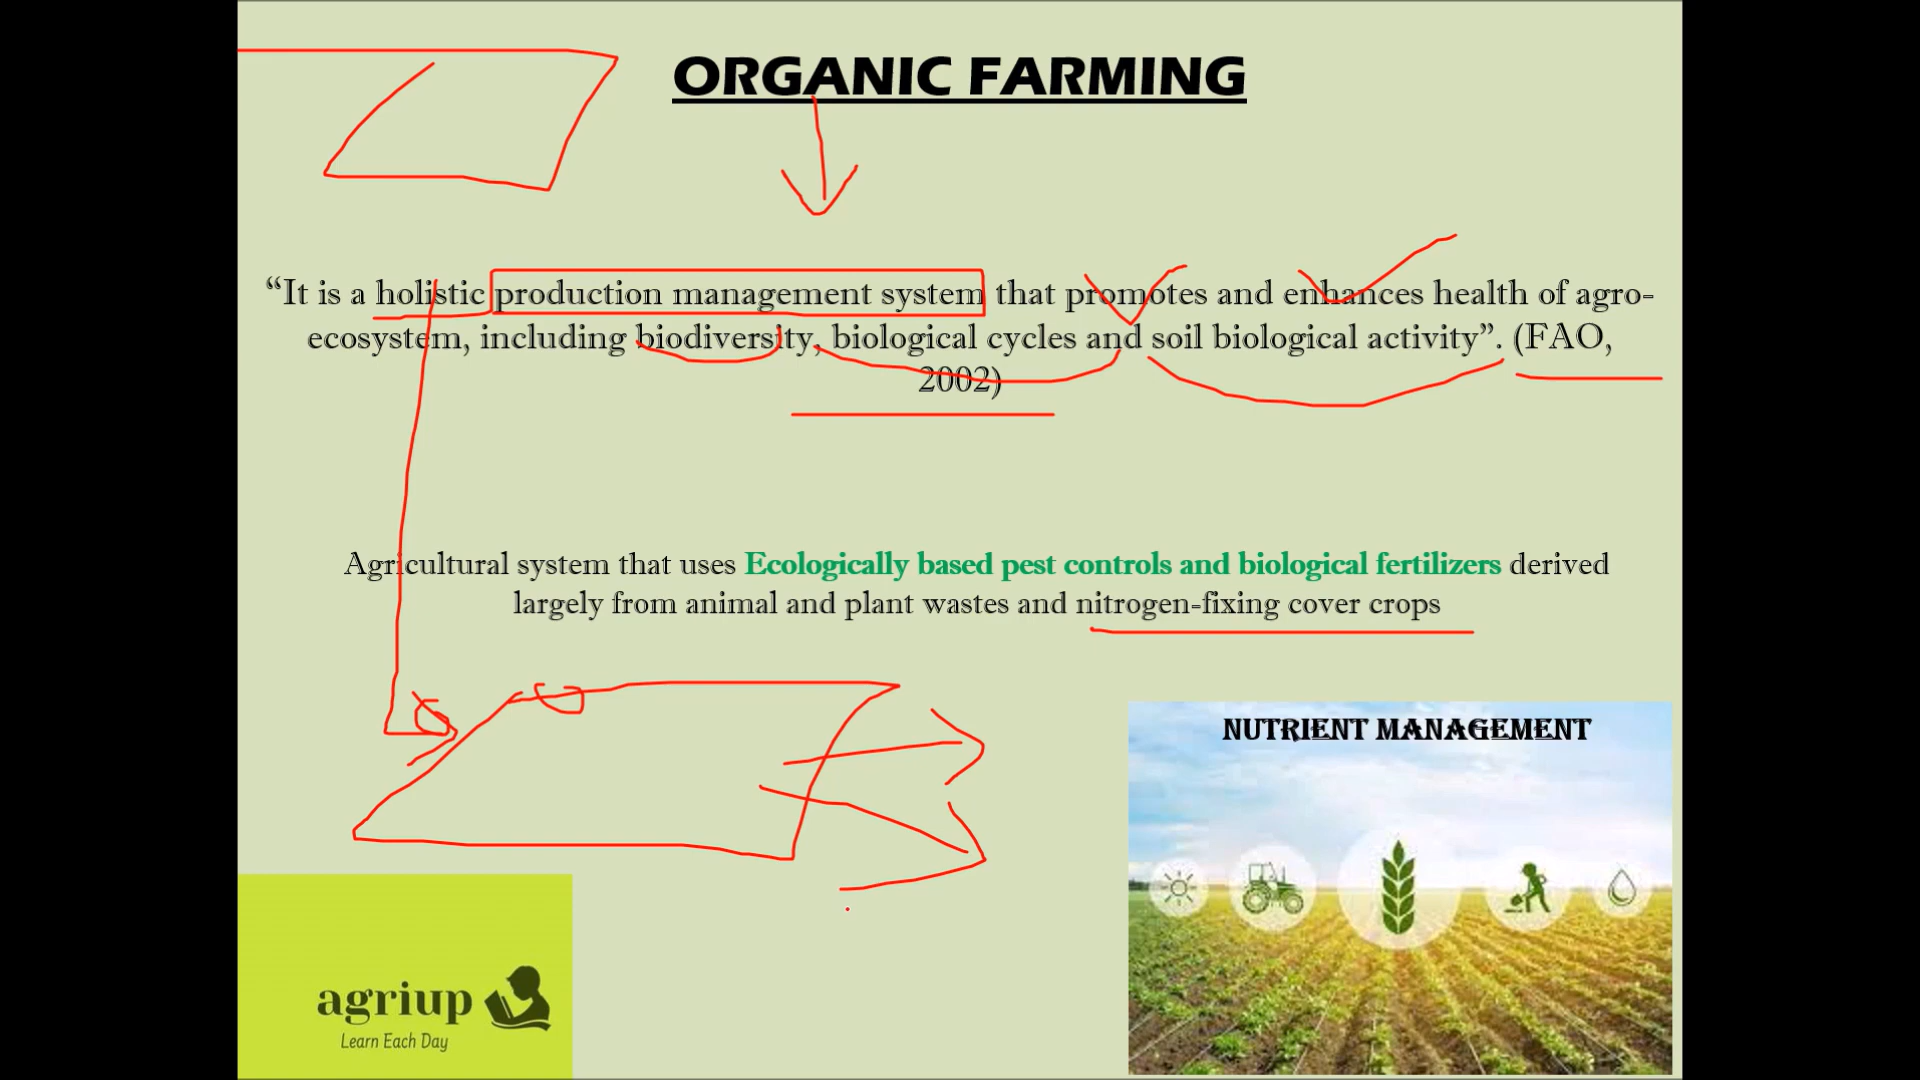 ORGANIC FARMING
“It is a holistic production management system that promotes and enhances health of agro-
ecosystem, including biodiversity, biological cycles and soil biological activity”. (FAO,
2002)
Agricultural system that uses Ecologically based pest controls and biological fertilizers derived
largely from animal and plant wastes and nitrogen-fixing cover crops
NUTRIENT MANAGEMENT
agriup
Learn Each Day